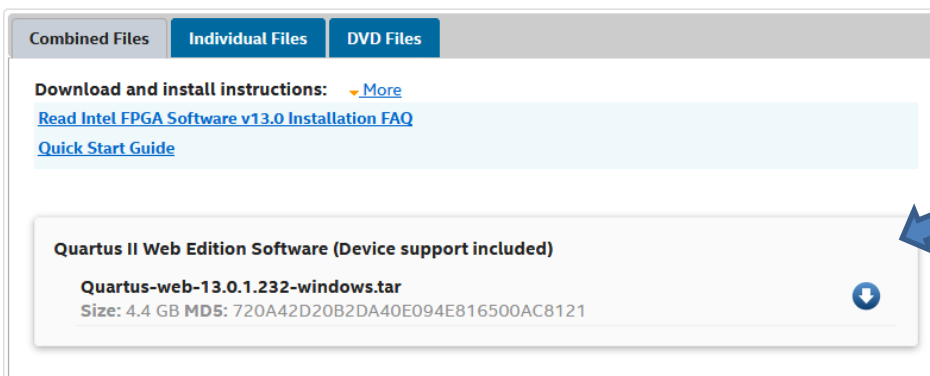 Combined Files Individual Files DVD Files
Download and install instructions: More
Read Intel FPGA Software v13.0 Installation FAQ
Quick Start Guide
Quartus II Web Edition Software (Device support included)
Quartus-web-13.0.1.232-windows.tar
Size: 4.4 GB MD5: 720A42D20B2DA40E094E816500AC8121